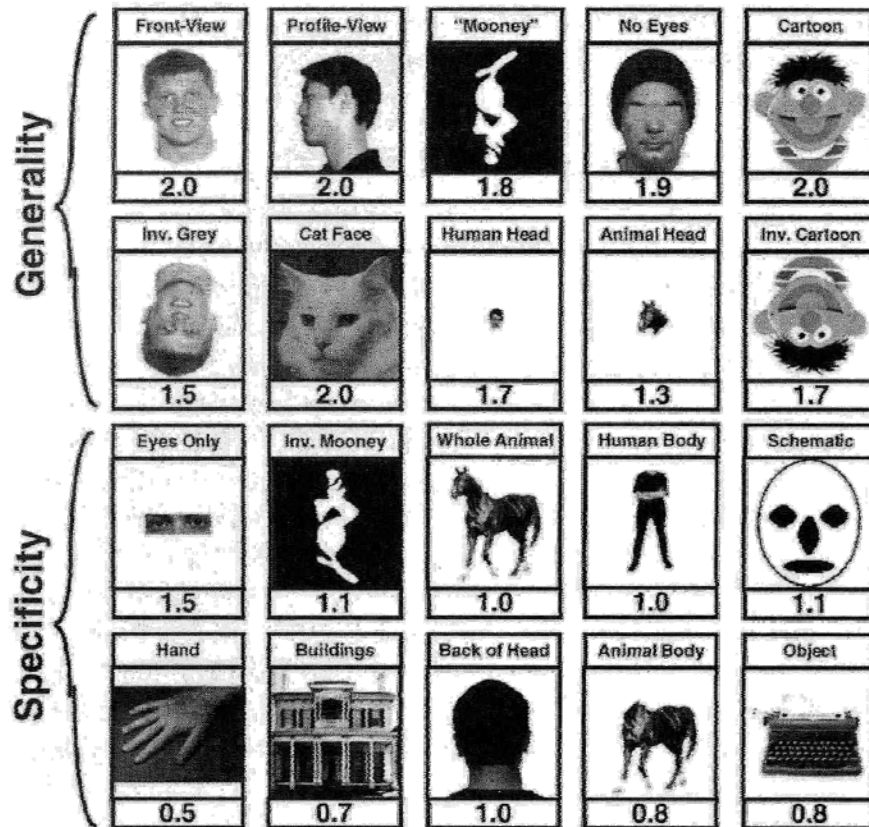 Generality
Front-View Profile-View "Mooney" No Eyes Cartoon
2.0 2.0 1.8 1.9 2.0
Inv. Grey Cat Face Human Head Animal Head Inv. Cartoon
1.5 2.0 1.7 1.3 1.7
Specificity
Eyes Only Inv. Mooney Whole Animal Human Body Schematic
1.5 1.1 1.0 1.0 1.1
Hand Buildings Back of Head Animal Body Object
0.5 0.7 1.0 0.8 0.8